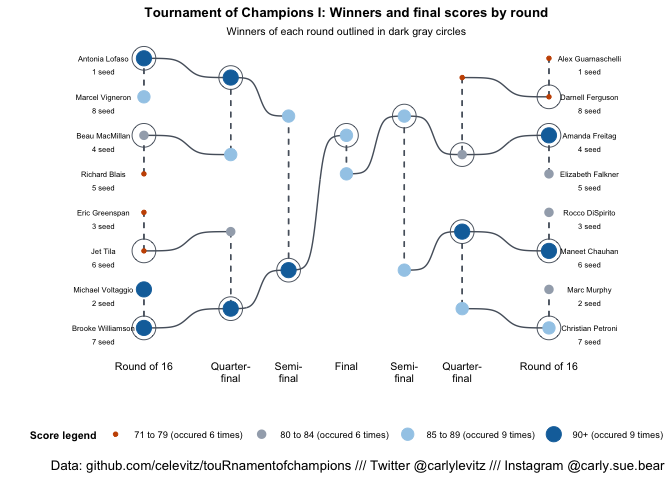 Tournament of Champions I: Winners and final scores by round
Winners of each round outlined in dark gray circles
Antonia Lofaso
1 seed
Marcel Vigneron
8 seed
Beau MacMillan
4 seed
Richard Blais
5 seed
Eric Greenspan
3 seed
Jet Tila
6 seed
Michael Voltaggio
2 seed
Brooke Williamson
7 seed
Alex Guarnaschelli
1 seed
Darnell Ferguson
8 seed
Amanda Freitag
4 seed
Elizabeth Falkner
5 seed
Rocco DiSpirito
3 seed
Maneet Chauhan
6 seed
Marc Murphy
2 seed
Christian Petroni
7 seed
Round of 16
Quarter-
final
Semi-
final
Final
Semi-
final
Quarter-
final
Round of 16
Score legend 71 to 79 (occured 6 times) 80 to 84 (occured 6 times) 85 to 89 (occured 9 times) 90+ (occured 9 times)
Data: github.com/celevitz/touRnamentofchampions /// Twitter @carlylevitz /// Instagram @carly.sue.bear